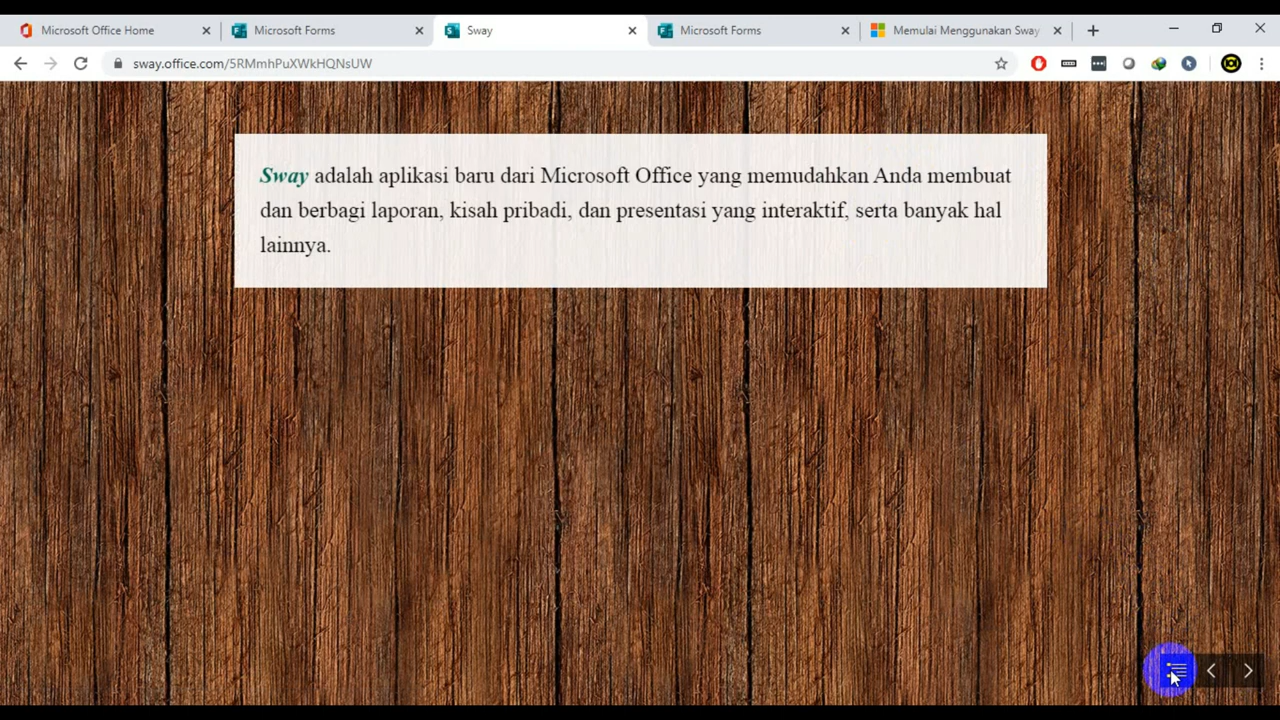 Microsoft Office Home
Microsoft Forms
Sway
Microsoft Forms
Memulai Menggunakan Sway
sway.office.com/5RMmhPuXWkHQNsUW
Sway adalah aplikasi baru dari Microsoft Office yang memudahkan Anda membuat
dan berbagi laporan, kisah pribadi, dan presentasi yang interaktif, serta banyak hal
lainnya.